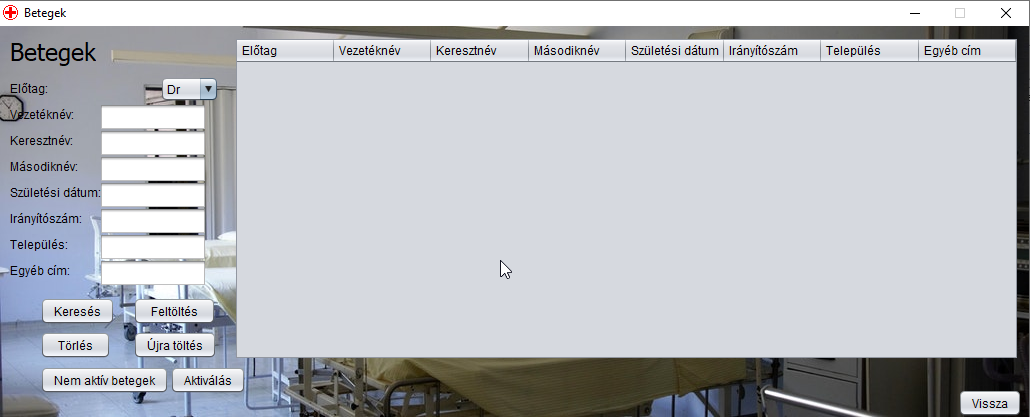 Betegek
Betegek
Előtag: Dr
Vezetéknév:
Keresztnév:
Másodiknév:
Születési dátum:
Irányítószám:
Település:
Egyéb cím:
Keresés Feltöltés
Törlés Újra töltés
Nem aktív betegek Aktiválás
Előtag Vezetéknév Keresztnév Másodiknév Születési dátum Irányítószám Település Egyéb cím
Vissza